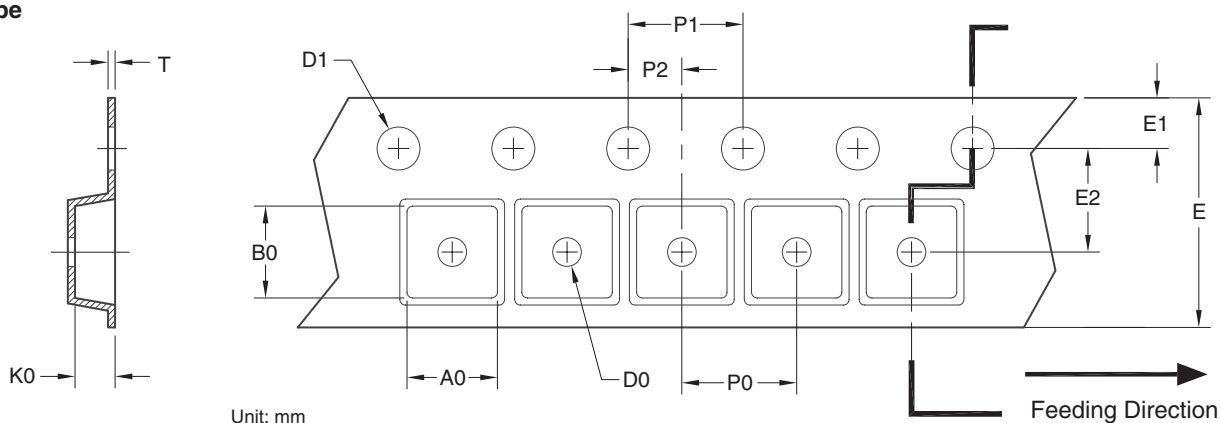 pe
P1
D1
T
P2
E1
E2
E
B0
K0
A0
D0
P0
Unit: mm
Feeding Direction